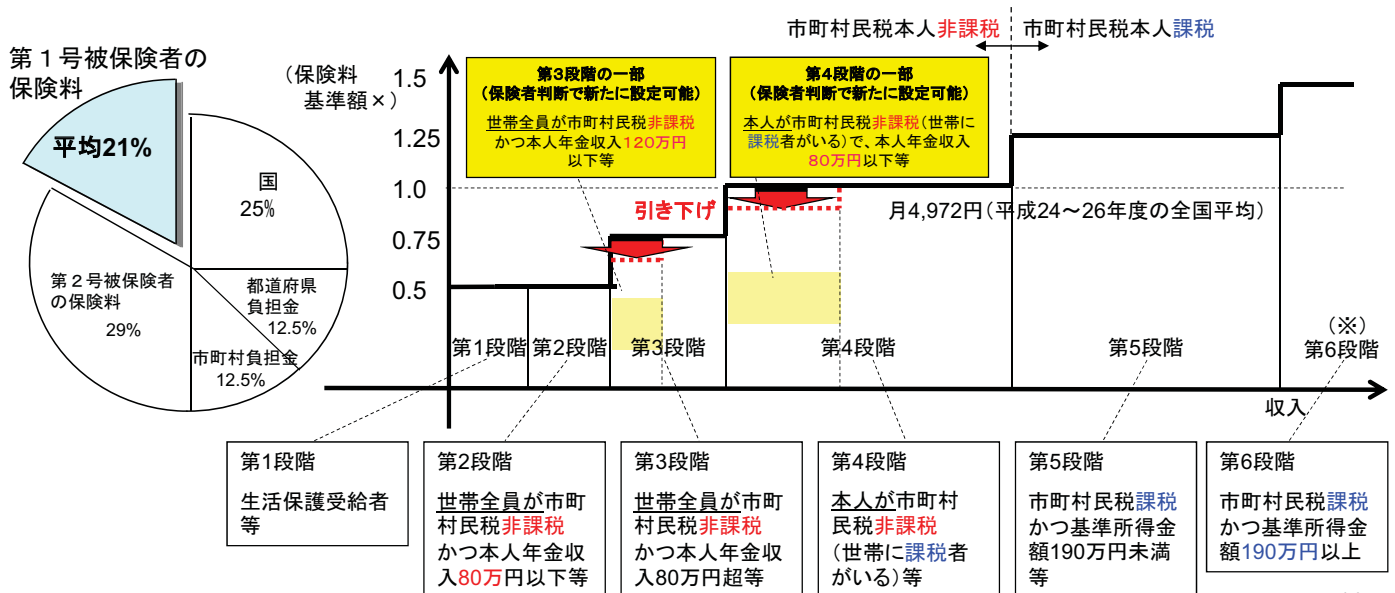 市町村民税本人非課税
市町村民税本人課税
第１号被保険者の
保険料
平均21%
国
25%
都道府県
負担金
12.5%
市町村負担金
12.5%
第２号被保険者
の保険料
29%
（保険料
基準額×）
1.5
1.25
1.0
0.75
0.5
第3段階の一部
（保険者判断で新たに設定可能）
世帯全員が市町村民税非課税
かつ本人年金収入120万円
以下等
第4段階の一部
（保険者判断で新たに設定可能）
本人が市町村民税非課税（世帯に
課税者がいる）で、本人年金収入
80万円以下等
引き下げ
月4,972円（平成24～26年度の全国平均）
第1段階
第2段階
第3段階
第4段階
第5段階
（※）
第6段階
収入
第1段階
生活保護受給者
等
第2段階
世帯全員が市町
村民税非課税
かつ本人年金収
入80万円以下等
第3段階
世帯全員が市町
村民税非課税
かつ本人年金収
入80万円超等
第4段階
本人が市町村
民税非課税
（世帯に課税者
がいる）等
第5段階
市町村民税課税
かつ基準所得金
額190万円未満
等
第6段階
市町村民税課税
かつ基準所得金
額190万円以上